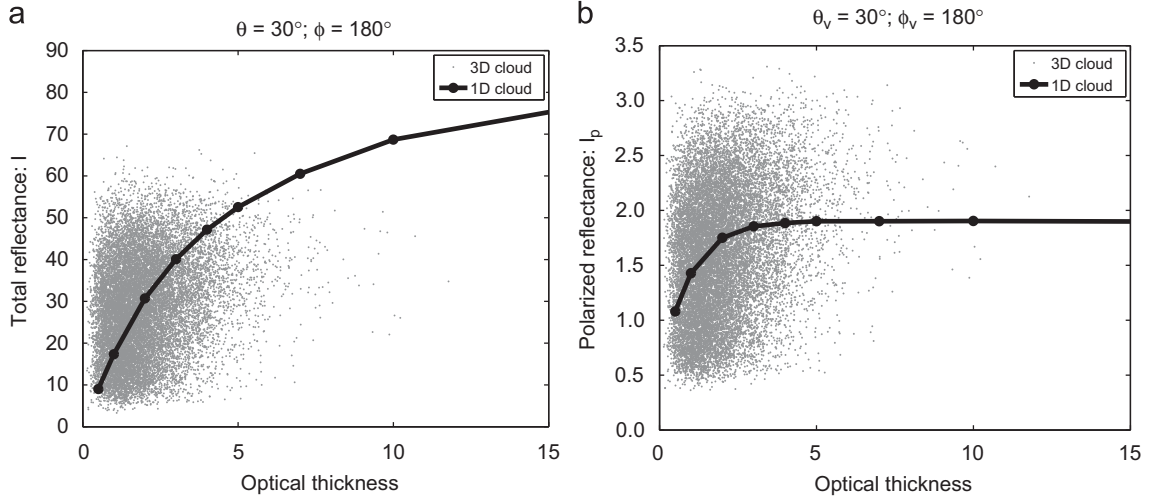 a
θ = 30°; ϕ = 180°
90
80
70
60
50
40
30
20
10
0
Total reflectance: I
3D cloud
1D cloud
0 5 10 15
Optical thickness
b
θv = 30°; ϕv = 180°
3.5
3.0
2.5
2.0
1.5
1.0
0.5
0.0
Polarized reflectance: Ip
3D cloud
1D cloud
0 5 10 15
Optical thickness